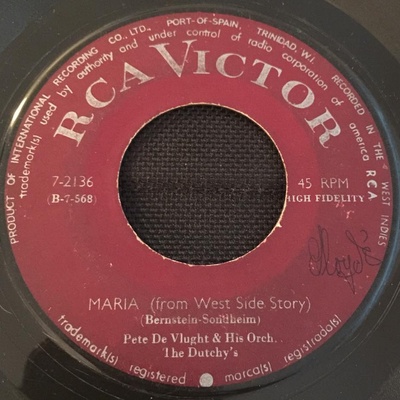 PRODUCT OF INTERNATIONAL RECORDING CO., LTD., PORT-OF-SPAIN, TRINIDAD, W.I. RECORDED IN THE WEST INDIES
trademark(s) used by authority and under control of radio corporation of america RCA
RCA VICTOR
7-2136
(B-7-568)
45 RPM
HIGH FIDELITY
Lloyd's
MARIA (from West Side Story)
(Bernstein-Sondheim)
Pete De Vlught & His Orch.
The Dutchy's
trademark(s) registered marca(s) registrada(s)